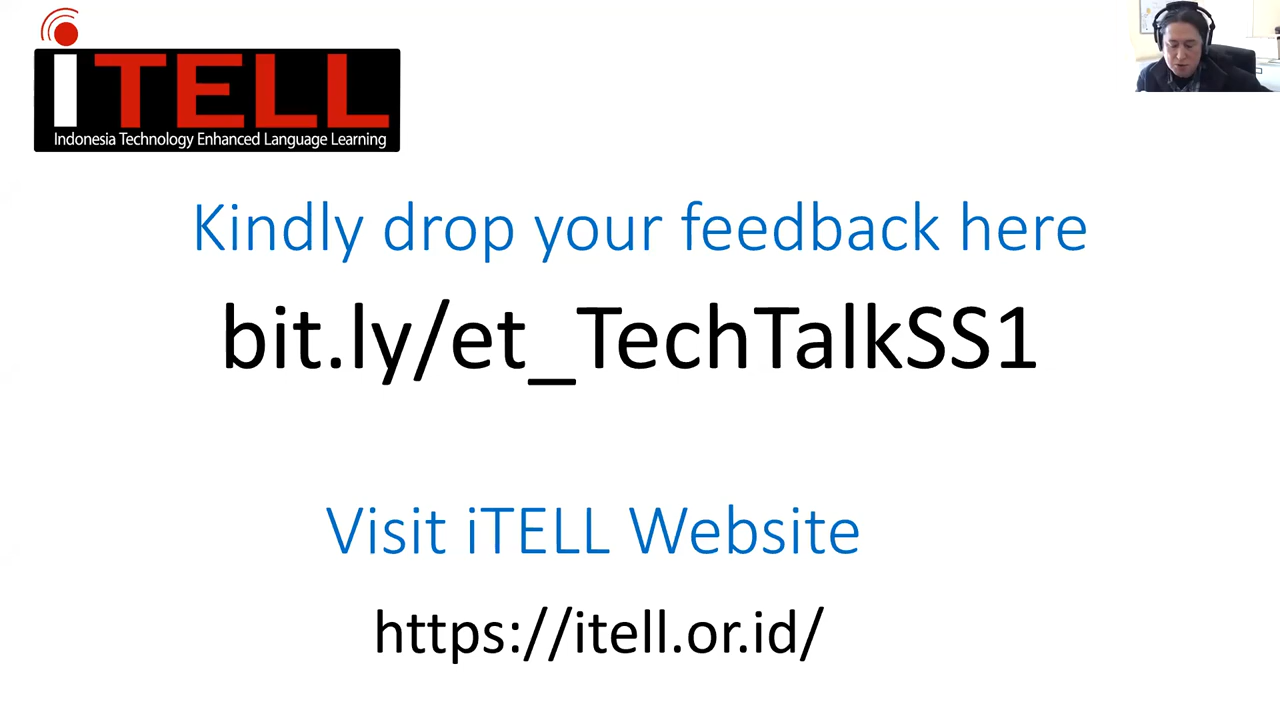 iTELL
Indonesia Technology Enhanced Language Learning
Kindly drop your feedback here
bit.ly/et_TechTalkSS1
Visit iTELL Website
https://itell.or.id/